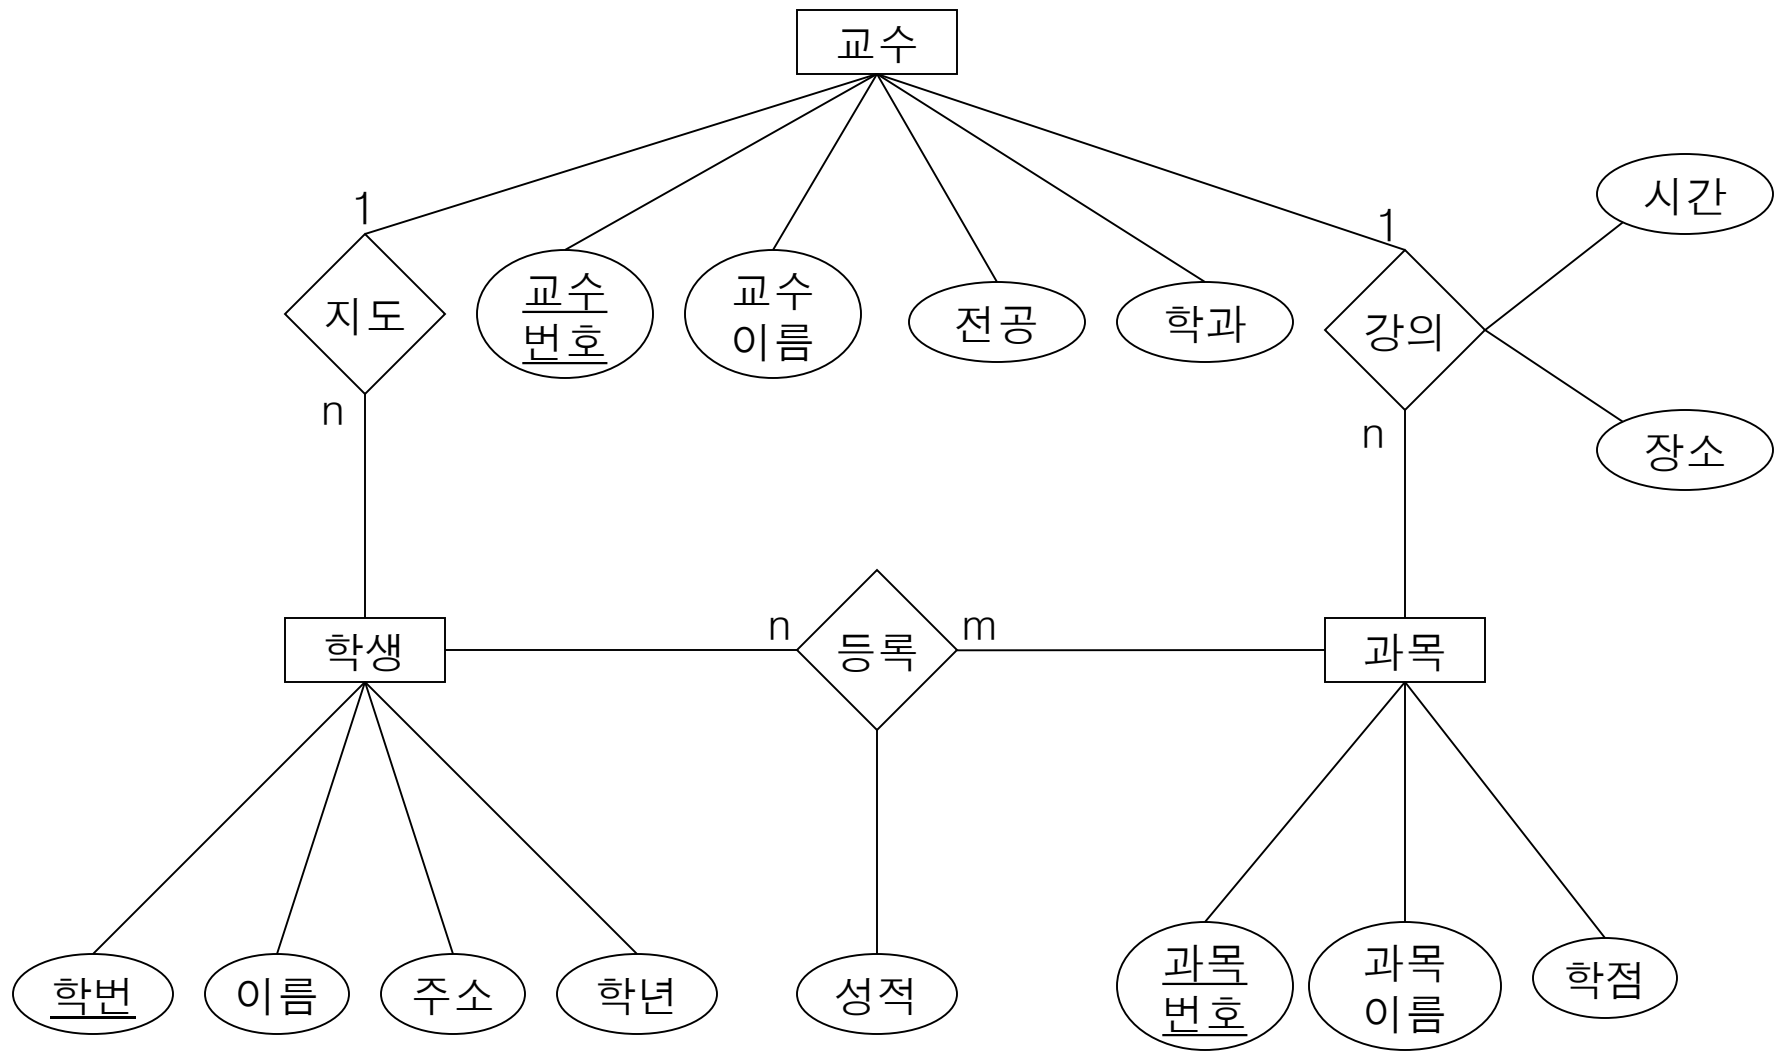 교수
시간
1
1
교수
번호
교수
이름
전공
학과
지도
강의
n
n
장소
학생
n
등록
m
과목
학번
이름
주소
학년
성적
과목
번호
과목
이름
학점